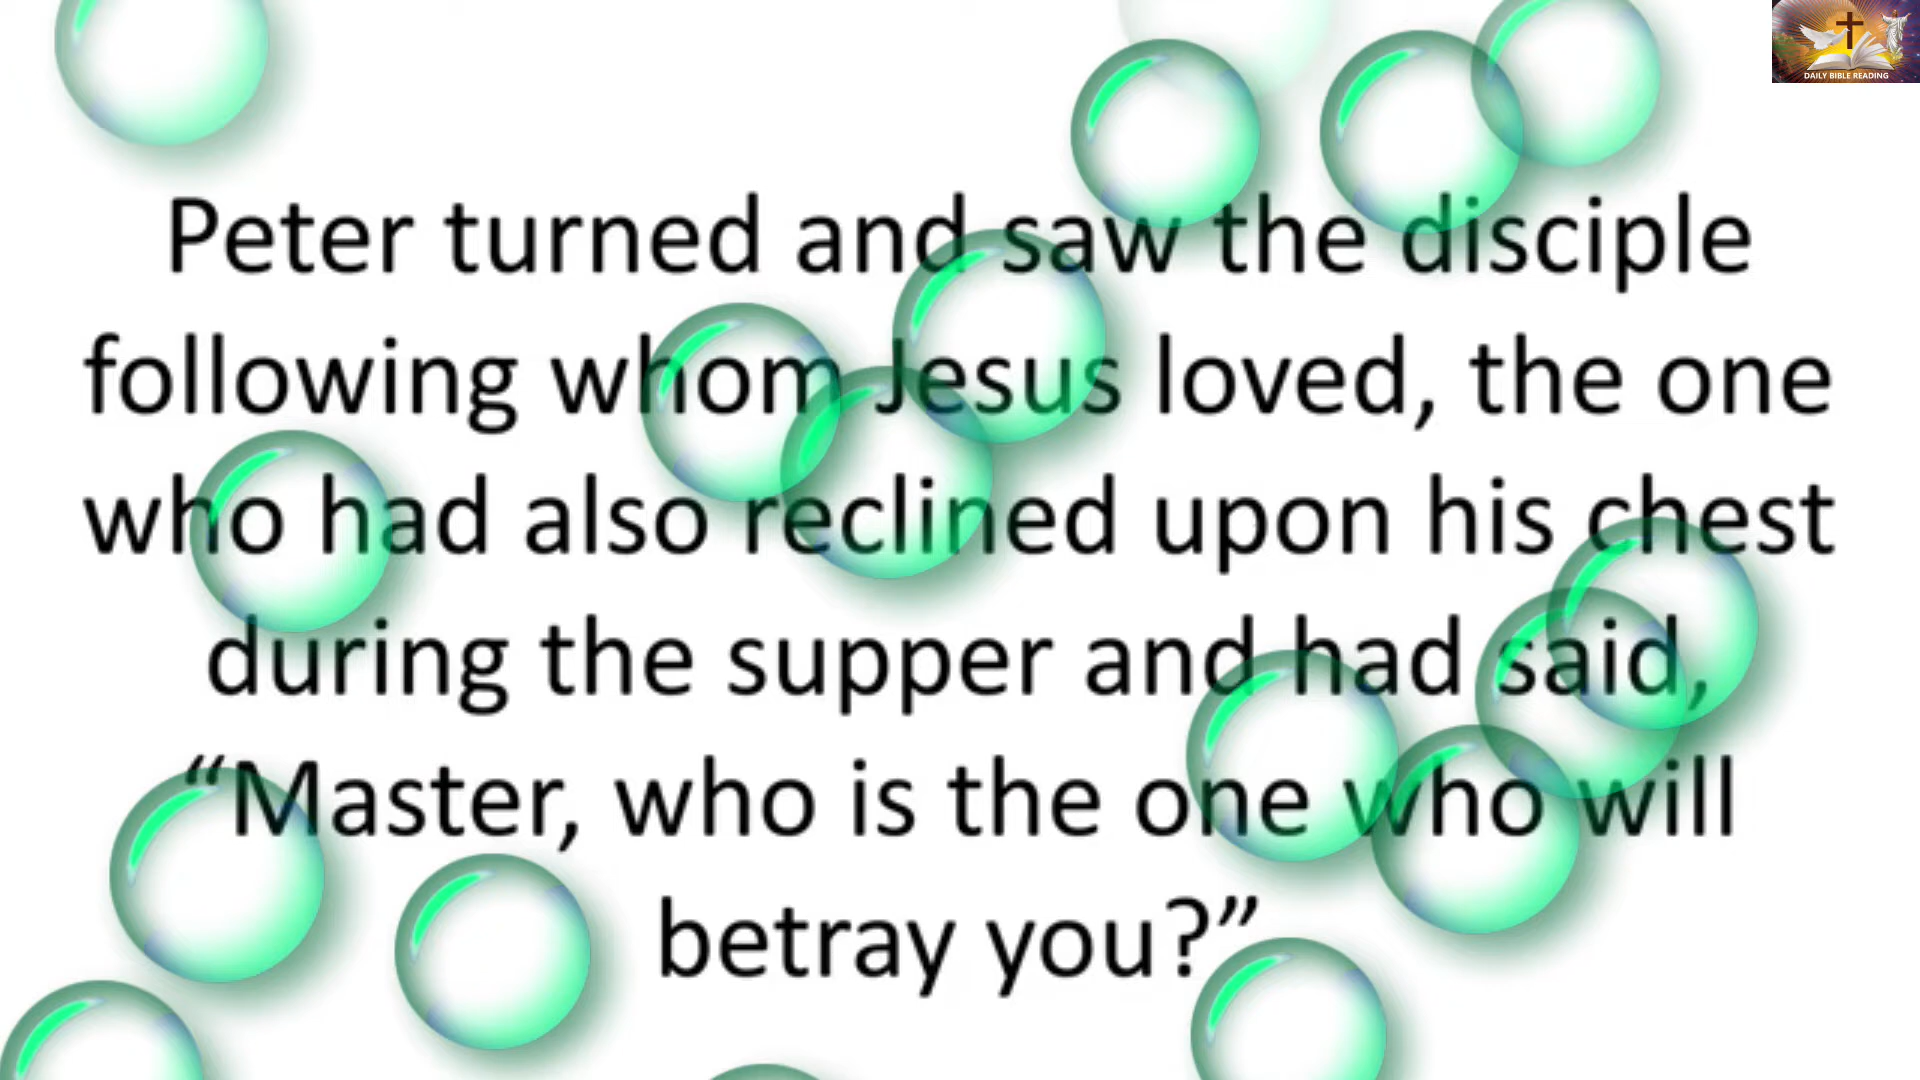 DAILY BIBLE READING
Peter turned and saw the disciple
following whom Jesus loved, the one
who had also reclined upon his chest
during the supper and had said,
“Master, who is the one who will
betray you?”